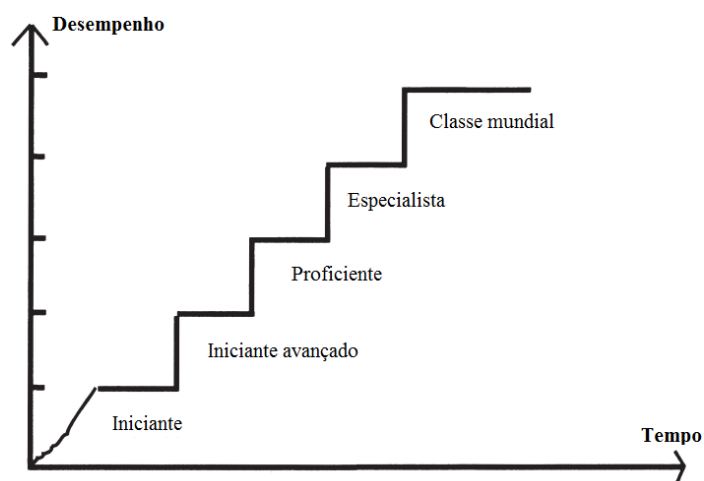 Desempenho
Classe mundial
Especialista
Proficiente
Iniciante avançado
Iniciante
Tempo